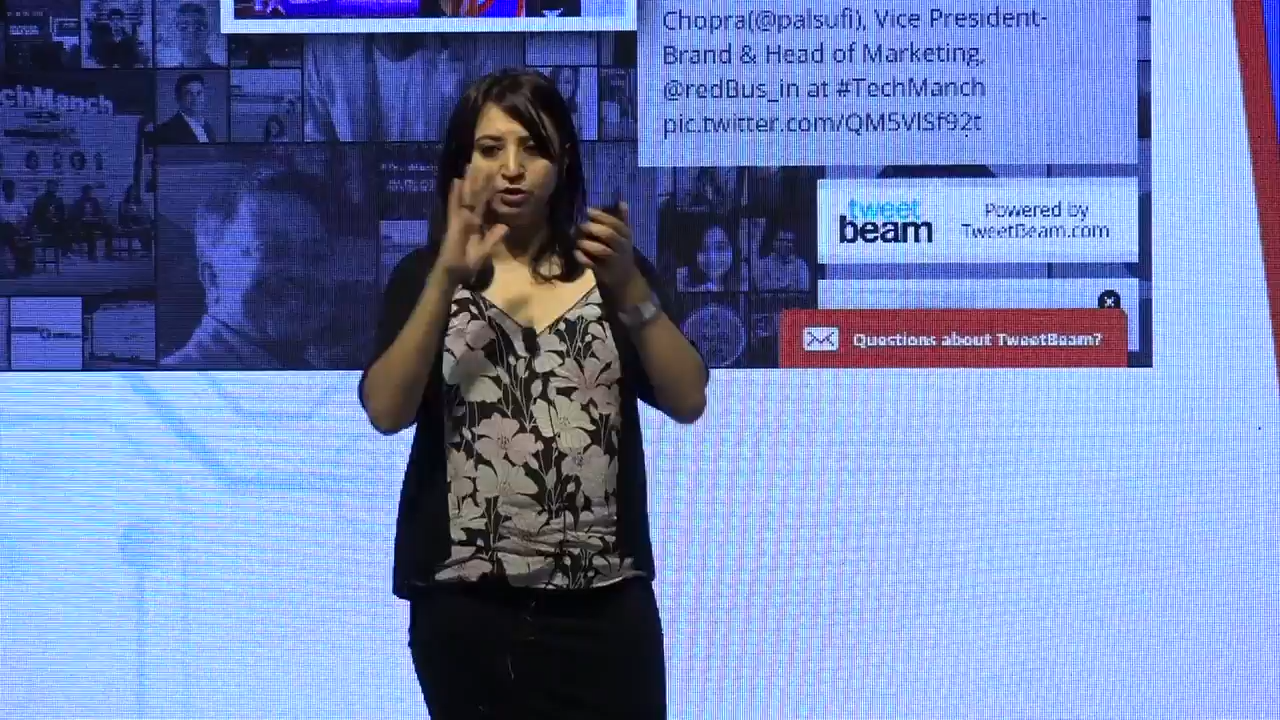 Chopra (@palsufi), Vice President-
Brand & Head of Marketing,
@redBus_in at #TechManch
pic.twitter.com/QM5VlSf92t
chManch
tweet
beam
Powered by
TweetBeam.com
Questions about TweetBeam?